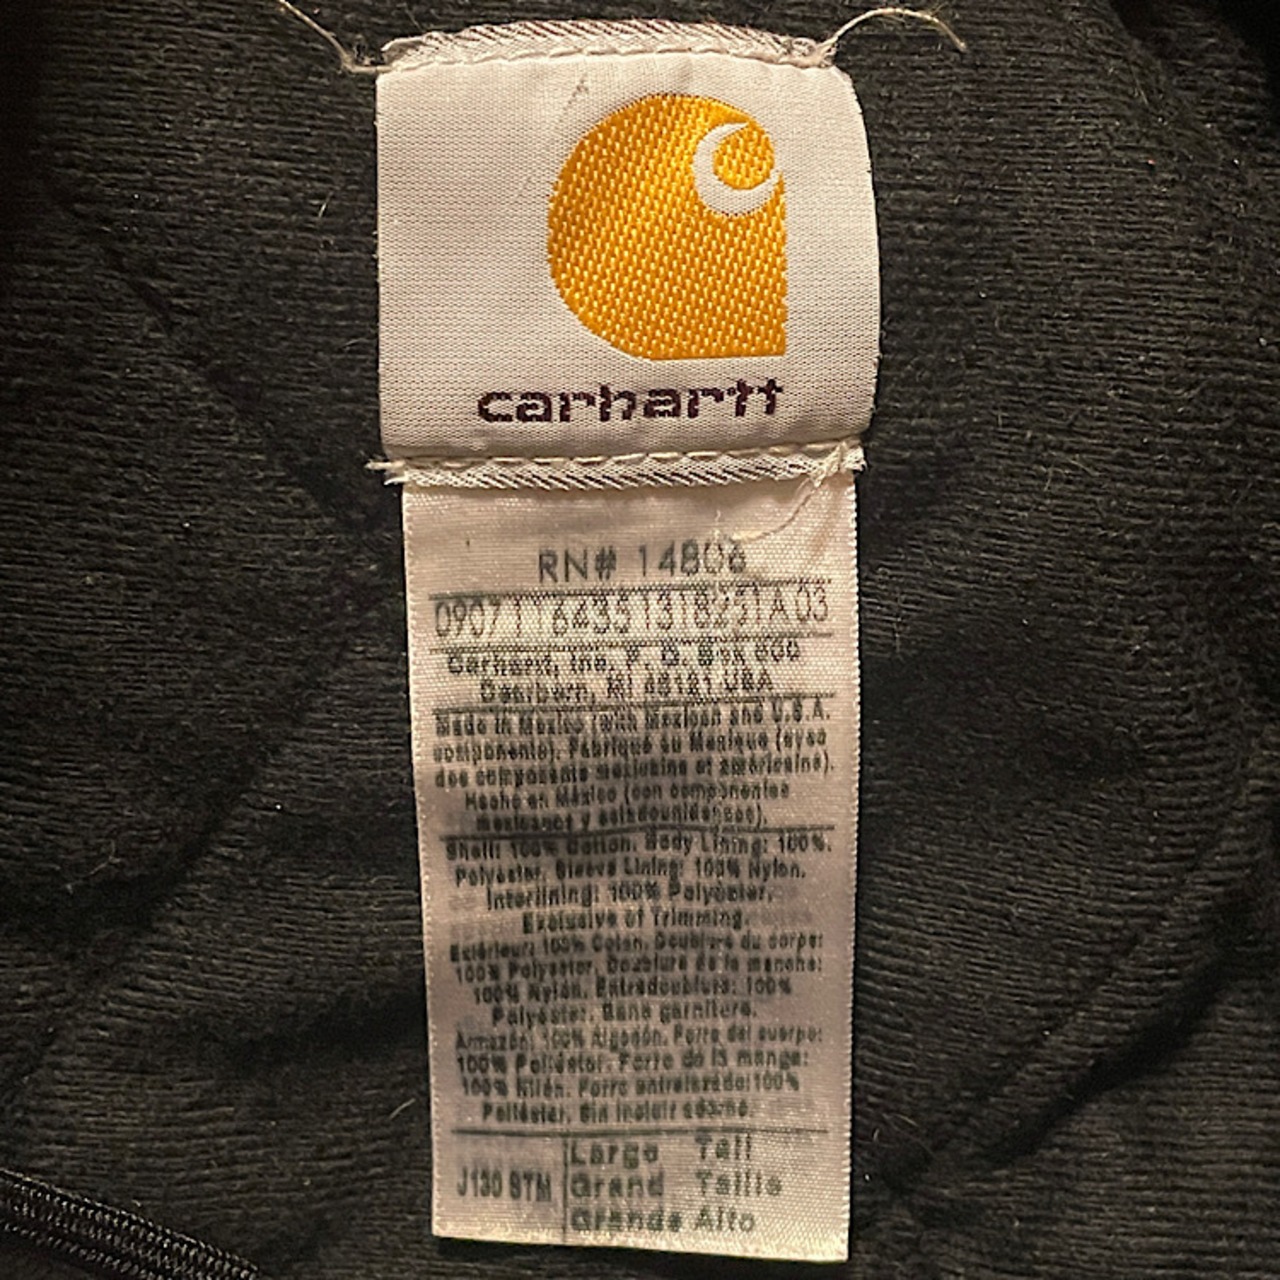 carhartt
RN# 14806
0907116435131825 1A03
Carhartt, Inc. P. O. Box 600
Dearborn, MI 48121 USA
Made in Mexico (with Mexican and U.S.A.
components). Fabriqué au Mexique (avec
des composants mexicains et américains).
Hecho en México (con componentes
mexicanos y estadounidenses).
Shell: 100% Cotton. Body Lining: 100%
Polyester. Sleeve Lining: 100% Nylon.
Interlining: 100% Polyester.
Exclusive of Trimming.
Extérieur: 100% Coton. Doublure du corps:
100% Polyester. Doublure de la manche:
100% Nylon. Entredoublure: 100%
Polyester. Sans garniture.
Armazón: 100% Algodón. Forro del cuerpo:
100% Poliéster. Forro de la manga:
100% Nilón. Forro entrelazado: 100%
Poliéster. Sin incluir adorno.
J130 BTM
Large Tall
Grand Taille
Grande Alto